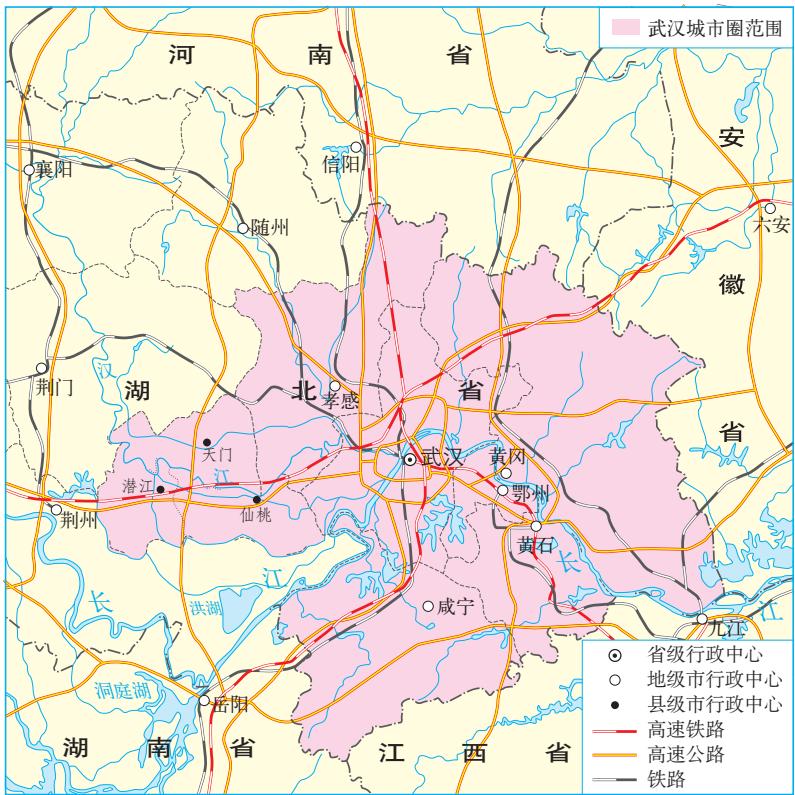 武汉城市圈范围
河 南 省
安
襄阳
信阳
随州
六安
徽
汉
荆门
湖 北 省
孝感
省
天门
武汉
黄冈
潜江
江
鄂州
仙桃
荆州
黄石
长
江
长
洪湖
咸宁
江
九江
洞庭湖
岳阳
湖 南 省
江 西 省
省级行政中心
地级市行政中心
县级市行政中心
高速铁路
高速公路
铁路